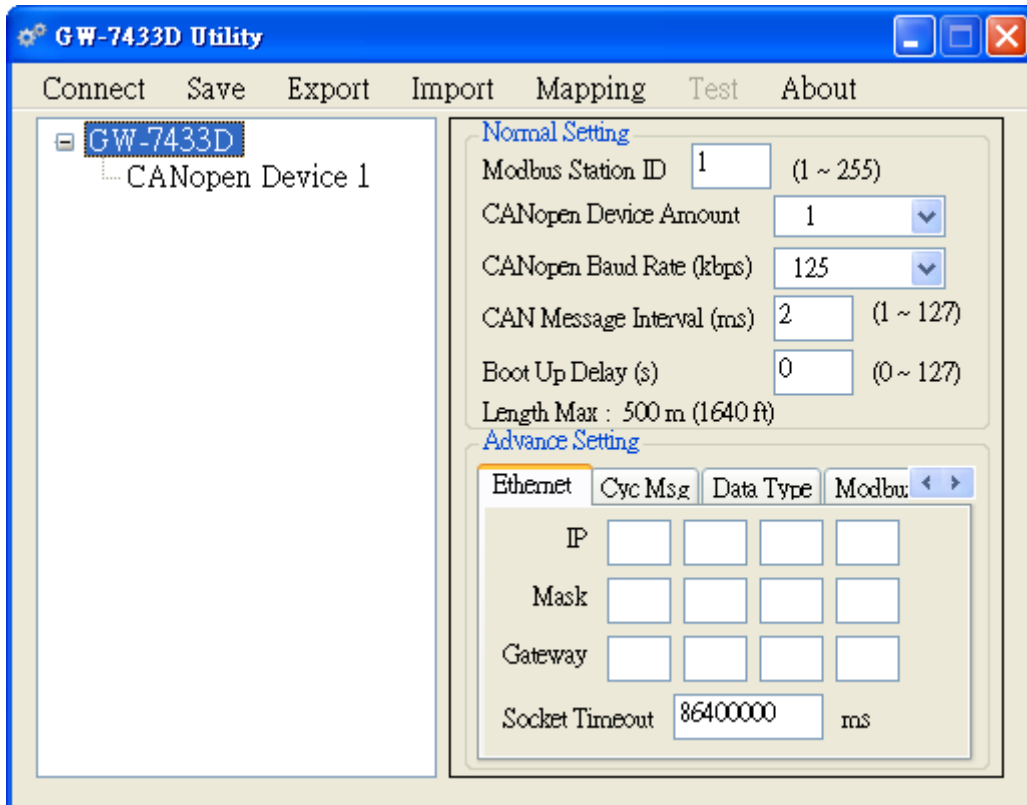 GW-7433D Utility
Connect Save Export Import Mapping Test About
GW-7433D
CANopen Device 1
Normal Setting
Modbus Station ID 1 (1 ~ 255)
CANopen Device Amount 1
CANopen Baud Rate (kbps) 125
CAN Message Interval (ms) 2 (1 ~ 127)
Boot Up Delay (s) 0 (0 ~ 127)
Length Max : 500 m (1640 ft)
Advance Setting
Ethernet Cyc Msg Data Type
IP
Mask
Gateway
Socket Timeout 86400000 ms